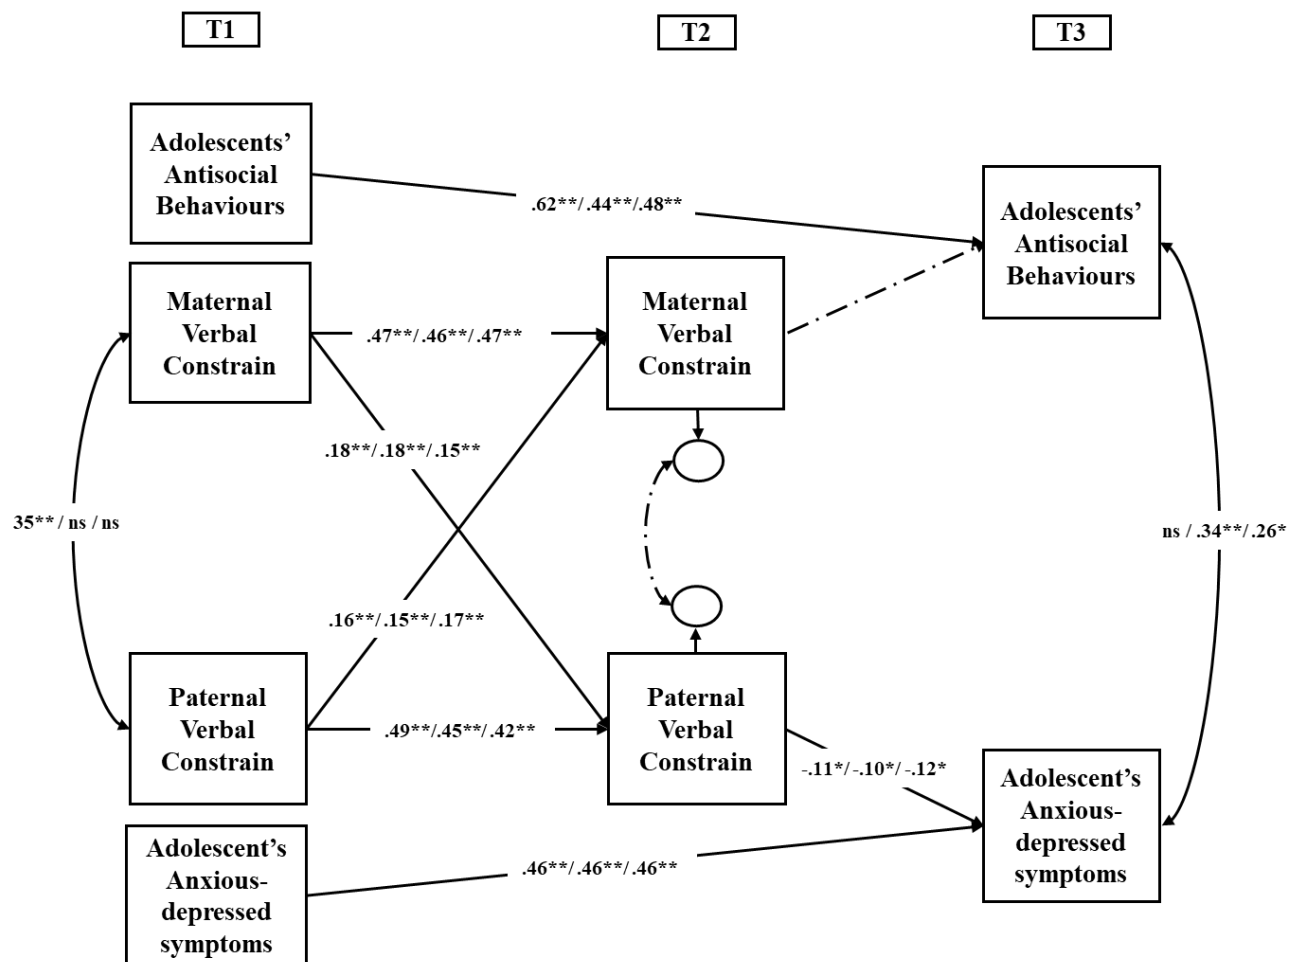 T1
T2
T3
Adolescents’
Antisocial
Behaviours
.62**/.44**/.48**
Adolescents’
Antisocial
Behaviours
Maternal
Verbal
Constrain
.47**/.46**/.47**
Maternal
Verbal
Constrain
.18**/.18**/.15**
35** / ns / ns
ns / .34**/.26*
.16**/.15**/.17**
Paternal
Verbal
Constrain
.49**/.45**/.42**
Paternal
Verbal
Constrain
-.11*/-.10*/-.12*
Adolescent’s
Anxious-
depressed
symptoms
Adolescent’s
Anxious-
depressed
symptoms
.46**/.46**/.46**